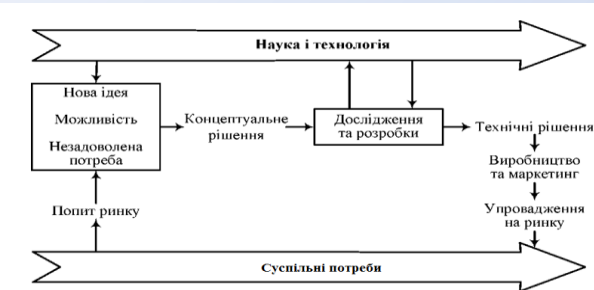 Наука і технологія
Нова ідея
Можливість
Незадоволена
потреба
Концептуальне
рішення
Дослідження
та розробки
Технічні рішення
Виробництво
та маркетинг
Упровадження
на ринку
Попит ринку
Суспільні потреби